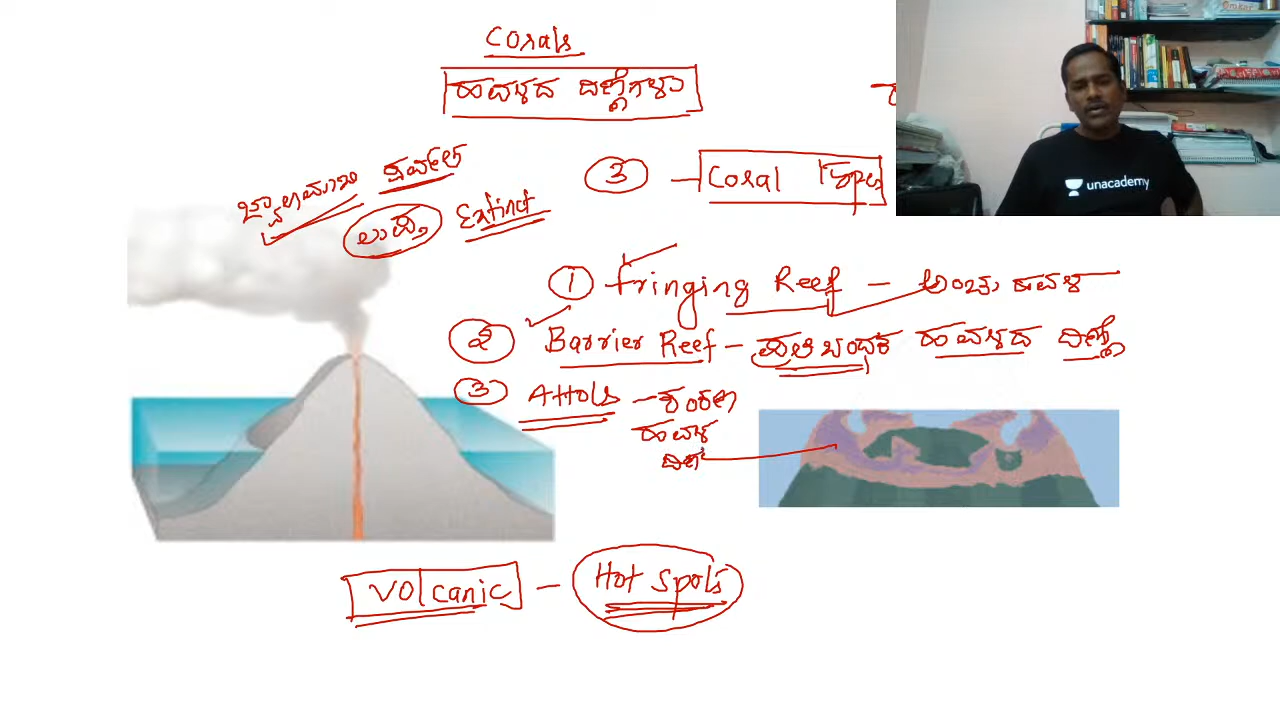 Corals
ಹವಳದ ದಿಣ್ಣೆಗಳು
ಜ್ವಾಲಾಮುಖಿ ಪರ್ವತ
ಲುಪ್ತ Extinct
3 - Coral Types
1 Fringing Reef - ಅಂಚು ಹವಳ
2 Barrier Reef - ಪ್ರತಿಬಂಧಕ ಹವಳದ ದಿಣ್ಣೆ
3 Attols - ಕಂಕಣ
ಹವಳ
Volcanic - Hot Spots
unacademy